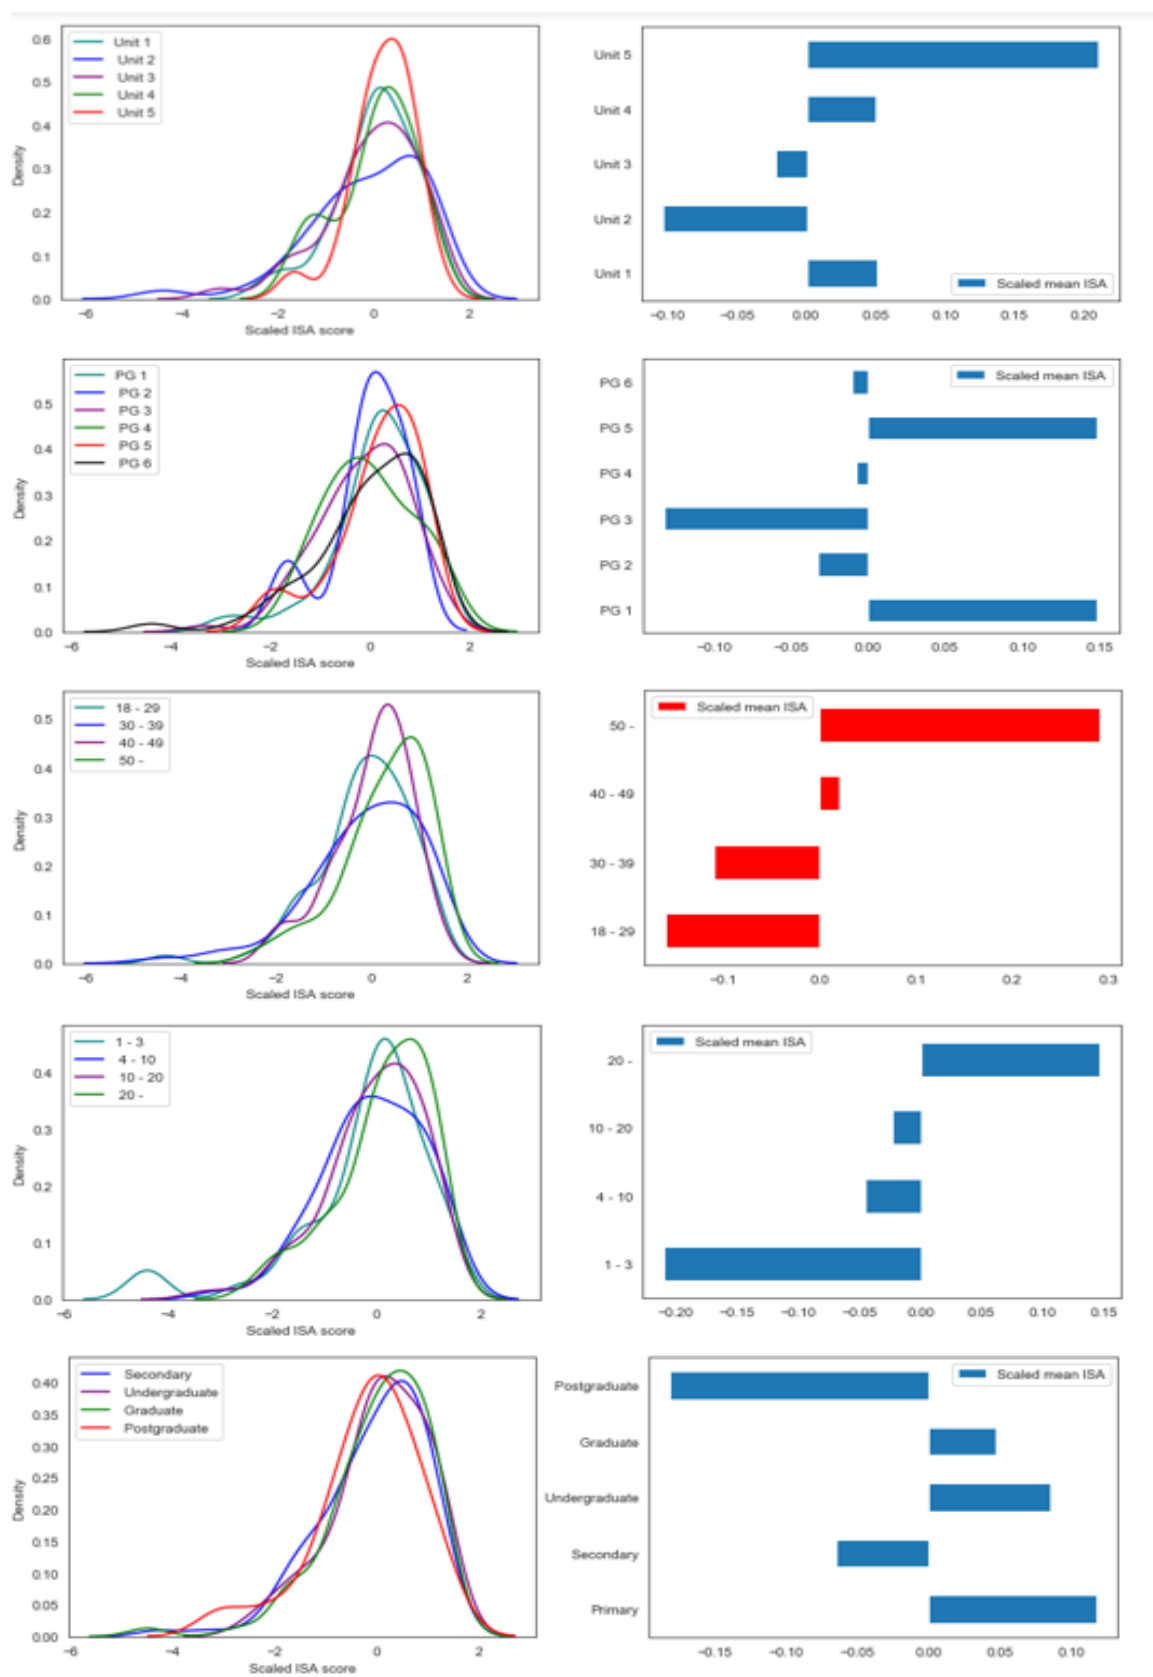 Unit 1
Unit 2
Unit 3
Unit 4
Unit 5
0.6
0.5
0.4
0.3
0.2
0.1
0.0
Density
−6 −4 −2 0 2
Scaled ISA score
Unit 5
Unit 4
Unit 3
Unit 2
Unit 1
Scaled mean ISA
−0.10 −0.05 0.00 0.05 0.10 0.15 0.20
PG 1
PG 2
PG 3
PG 4
PG 5
PG 6
0.5
0.4
0.3
0.2
0.1
0.0
Density
−6 −4 −2 0 2
Scaled ISA score
Scaled mean ISA
PG 6
PG 5
PG 4
PG 3
PG 2
PG 1
−0.10 −0.05 0.00 0.05 0.10 0.15
18 - 29
30 - 39
40 - 49
50 -
0.5
0.4
0.3
0.2
0.1
0.0
Density
−6 −4 −2 0 2
Scaled ISA score
Scaled mean ISA
50 -
40 - 49
30 - 39
18 - 29
−0.1 0.0 0.1 0.2 0.3
1 - 3
4 - 10
10 - 20
20 -
0.4
0.3
0.2
0.1
0.0
Density
−6 −4 −2 0 2
Scaled ISA score
Scaled mean ISA
20 -
10 - 20
4 - 10
1 - 3
−0.20 −0.15 −0.10 −0.05 0.00 0.05 0.10 0.15
Secondary
Undergraduate
Graduate
Postgraduate
0.40
0.35
0.30
0.25
0.20
0.15
0.10
0.05
0.00
Density
−6 −4 −2 0 2
Scaled ISA score
Scaled mean ISA
Postgraduate
Graduate
Undergraduate
Secondary
Primary
−0.15 −0.10 −0.05 0.00 0.05 0.10